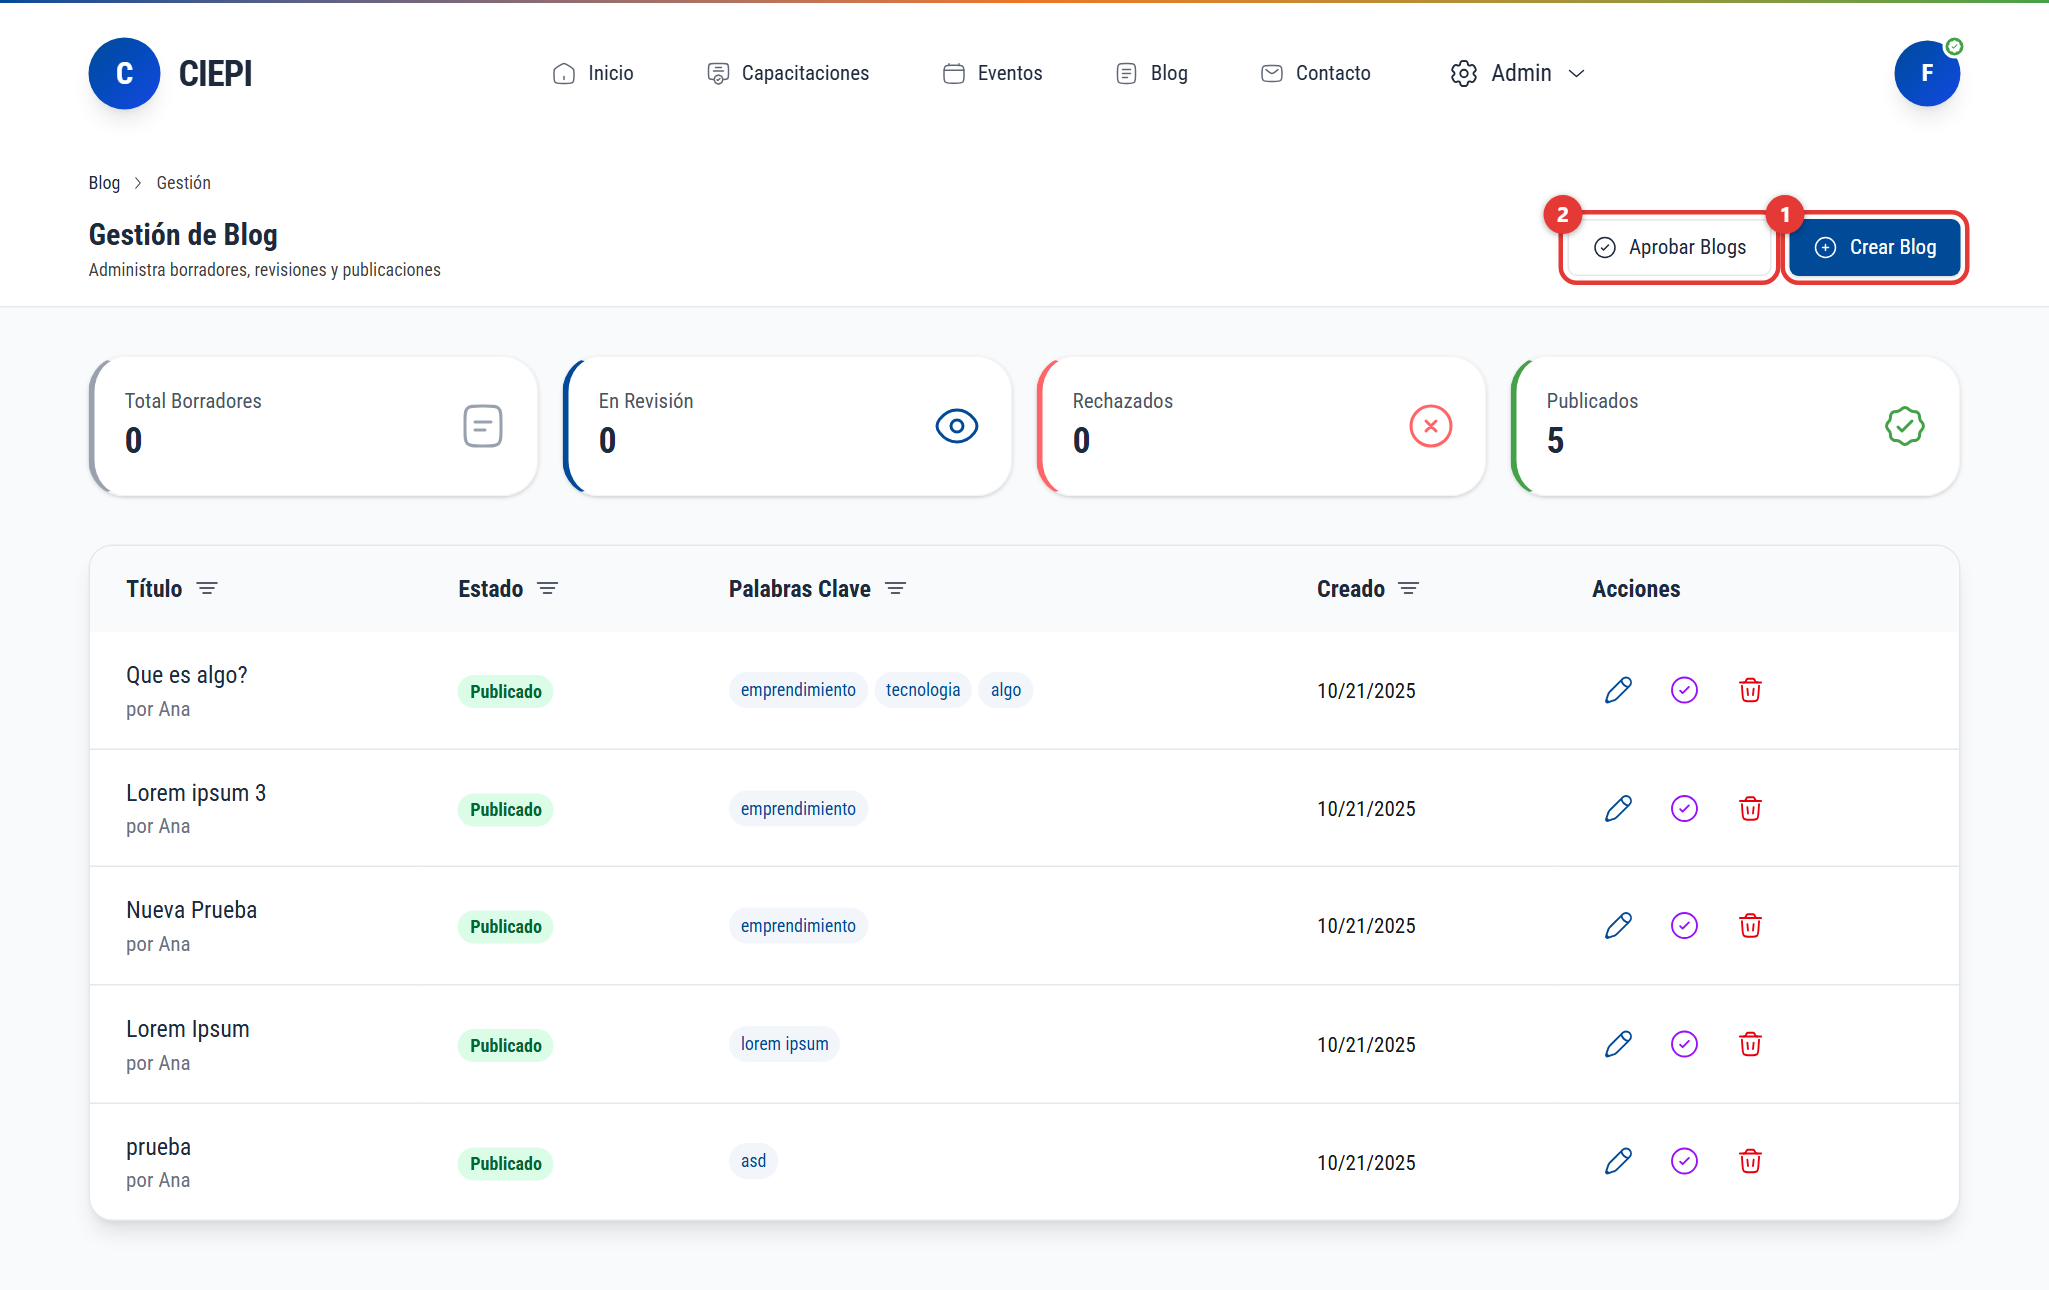 C CIEPI Inicio Capacitaciones Eventos Blog Contacto Admin F
Blog Gestión
Gestión de Blog
Administra borradores, revisiones y publicaciones
2 Aprobar Blogs 1 Crear Blog
Total Borradores
0
En Revisión
0
Rechazados
0
Publicados
5
Título Estado Palabras Clave Creado Acciones
Que es algo?
por Ana
Publicado emprendimiento tecnologia algo 10/21/2025
Lorem ipsum 3
por Ana
Publicado emprendimiento 10/21/2025
Nueva Prueba
por Ana
Publicado emprendimiento 10/21/2025
Lorem Ipsum
por Ana
Publicado lorem ipsum 10/21/2025
prueba
por Ana
Publicado asd 10/21/2025